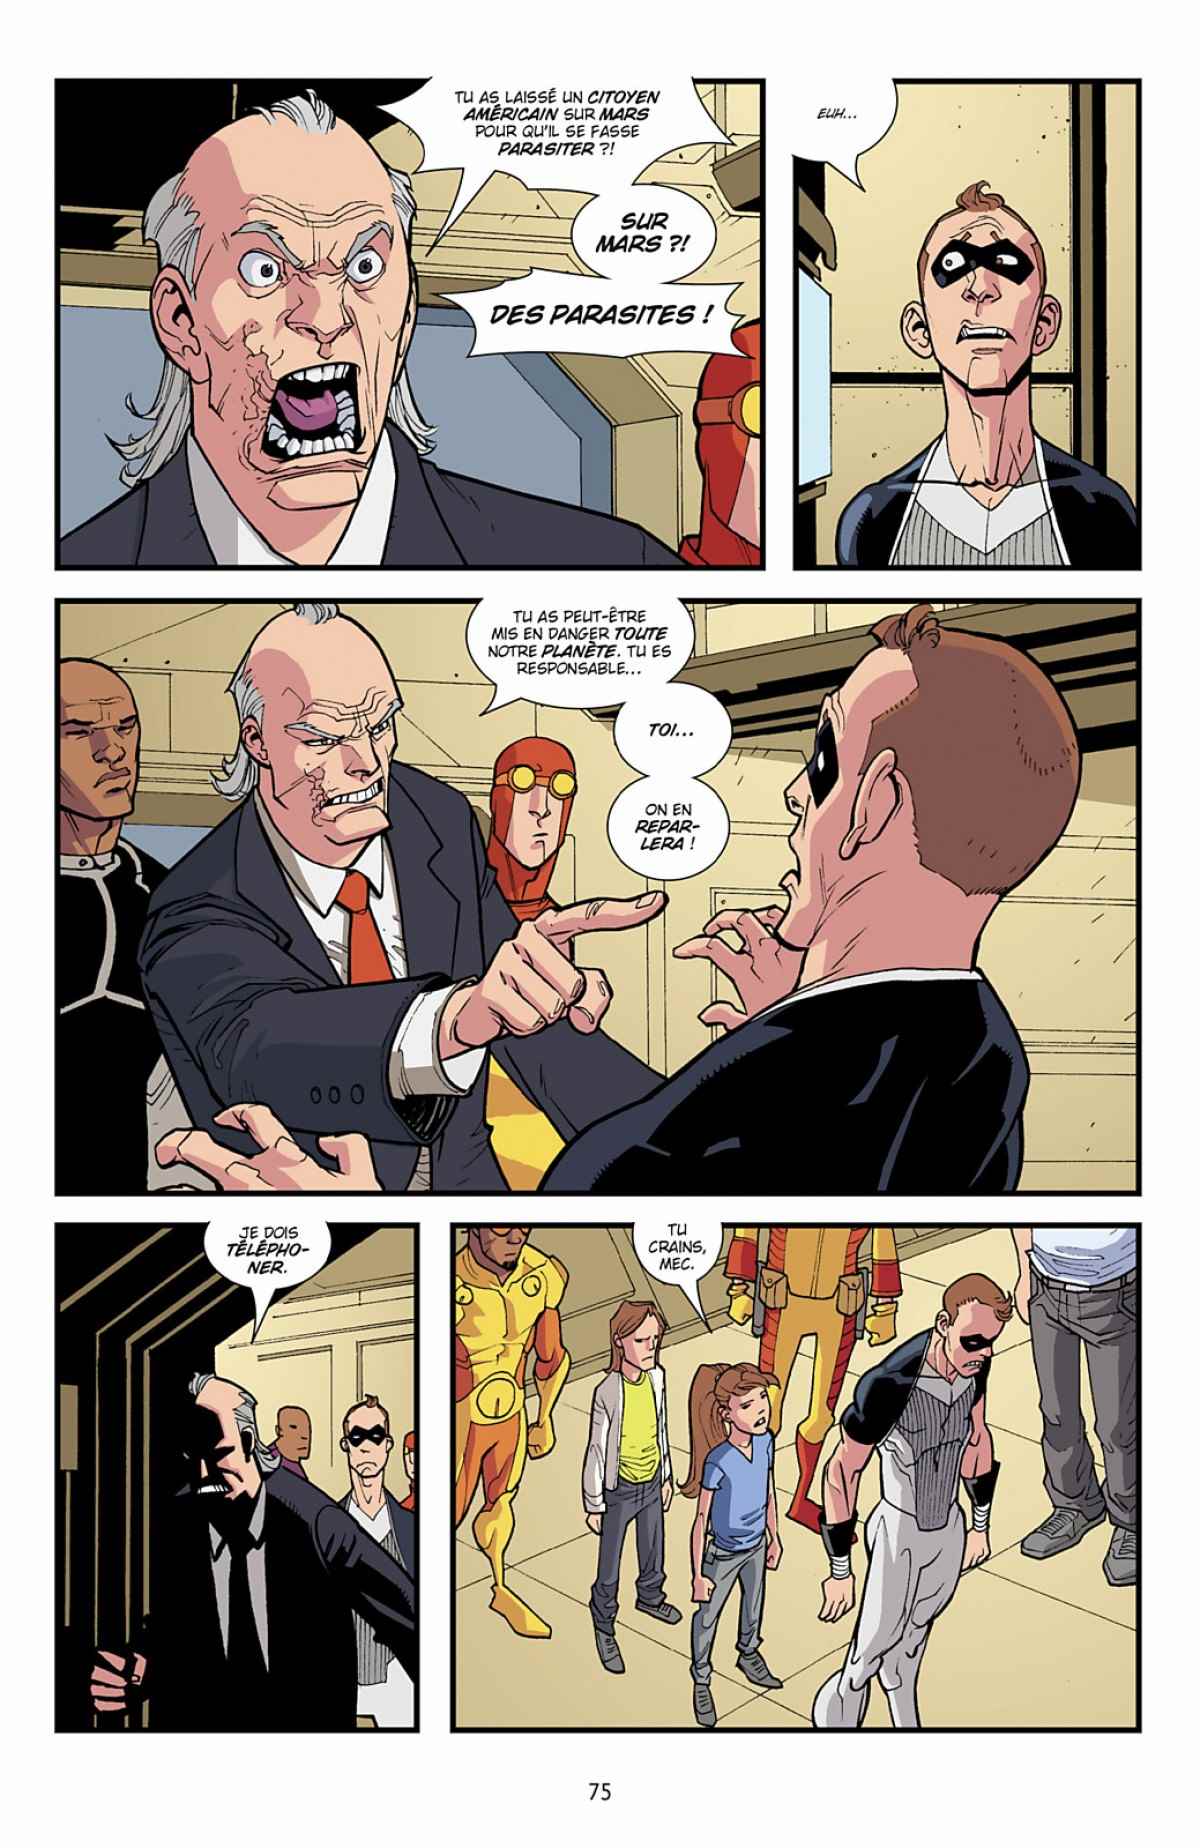 TU AS LAISSÉ UN CITOYEN
AMÉRICAIN SUR MARS
POUR QU'IL SE FASSE
PARASITER ?!
SUR
MARS ?!
DES PARASITES !
EUH...
TU AS PEUT-ÊTRE
MIS EN DANGER TOUTE
NOTRE PLANÈTE. TU ES
RESPONSABLE...
TOI...
ON EN
REPAR-
LERA !
JE DOIS
TÉLÉPHO-
NER.
TU
CRAINS,
MEC.
75